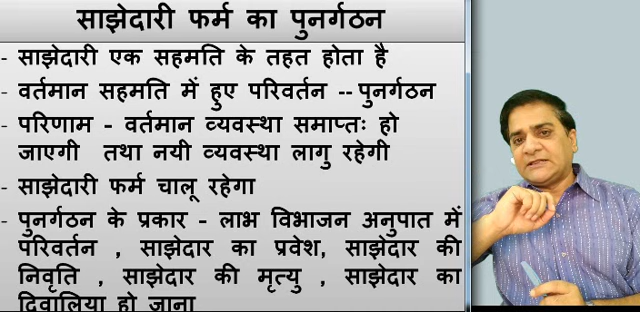 साझेदारी फर्म का पुनर्गठन
- साझेदारी एक सहमति के तहत होता है
- वर्तमान सहमति में हुए परिवर्तन -- पुनर्गठन
- परिणाम – वर्तमान व्यवस्था समाप्तः हो
जाएगी तथा नयी व्यवस्था लागु रहेगी
- साझेदारी फर्म चालू रहेगा
- पुनर्गठन के प्रकार – लाभ विभाजन अनुपात में
परिवर्तन , साझेदार का प्रवेश, साझेदार की
निवृति , साझेदार की मृत्यु , साझेदार का
दिवालिया हो जाना